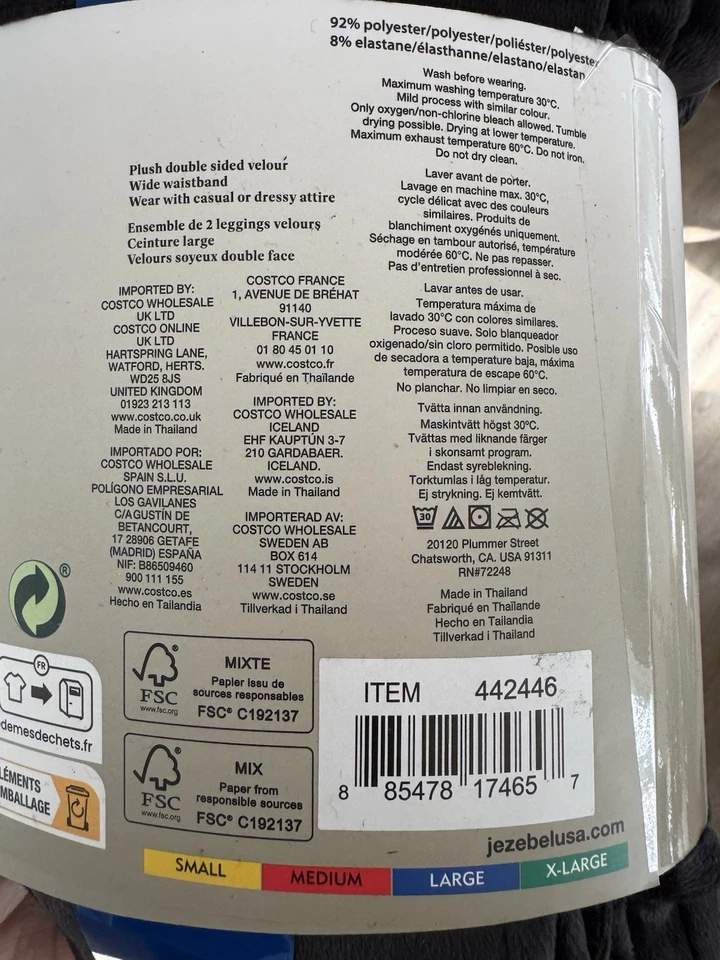 92% polyester/polyester/poliéster/polyester
8% elastane/élasthanne/elastano/elastan
Wash before wearing.
Maximum washing temperature 30°C.
Mild process with similar colour.
Only oxygen/non-chlorine bleach allowed. Tumble
drying possible. Drying at lower temperature.
Maximum exhaust temperature 60°C. Do not iron.
Do not dry clean.
Laver avant de porter.
Lavage en machine max. 30°C,
cycle délicat avec des couleurs
similaires. Produits de
blanchiment oxygénés uniquement.
Séchage en tambour autorisé, température
modérée 60°C. Ne pas repasser.
Pas d'entretien professionnel à sec.
Lavar antes de usar.
Temperatura máxima de
lavado 30°C con colores similares.
Proceso suave. Solo blanqueador
oxigenado/sin cloro permitido. Posible uso
de secadora a temperatura baja, máxima
temperatura de escape 60°C.
No planchar. No limpiar en seco.
Tvätta innan användning.
Maskintvätt högst 30°C.
Tvättas med liknande färger
i skonsamt program.
Endast syreblekning.
Torktumlas i låg temperatur.
Ej strykning. Ej kemtvätt.
30
20120 Plummer Street
Chatsworth, CA. USA 91311
RN#72248
Made in Thailand
Fabriqué en Thaïlande
Hecho en Tailandia
Tillverkad i Thailand
Plush double sided velour
Wide waistband
Wear with casual or dressy attire
Ensemble de 2 leggings velours
Ceinture large
Velours soyeux double face
IMPORTED BY:
COSTCO WHOLESALE
UK LTD
COSTCO ONLINE
UK LTD
HARTSPRING LANE,
WATFORD, HERTS.
WD25 8JS
UNITED KINGDOM
01923 213 113
www.costco.co.uk
Made in Thailand
IMPORTADO POR:
COSTCO WHOLESALE
SPAIN S.L.U.
POLÍGONO EMPRESARIAL
LOS GAVILANES
C/AGUSTÍN DE
BETANCOURT,
17 28906 GETAFE
(MADRID) ESPAÑA
NIF: B86509460
900 111 155
www.costco.es
Hecho en Tailandia
COSTCO FRANCE
1, AVENUE DE BRÉHAT
91140
VILLEBON-SUR-YVETTE
FRANCE
01 80 45 01 10
www.costco.fr
Fabriqué en Thaïlande
IMPORTED BY:
COSTCO WHOLESALE
ICELAND
EHF KAUPTÚN 3-7
210 GARDABAER.
ICELAND.
www.costco.is
Made in Thailand
IMPORTERAD AV:
COSTCO WHOLESALE
SWEDEN AB
BOX 614
114 11 STOCKHOLM
SWEDEN
www.costco.se
Tillverkad i Thailand
®
FR
demesdechets.fr
LÉMENTS
MBALLAGE
FSC
www.fsc.org
MIXTE
Papier issu de
sources responsables
FSC® C192137
FSC
www.fsc.org
MIX
Paper from
responsible sources
FSC® C192137
ITEM 442446
8 85478 17465 7
jezebelusa.com
SMALL MEDIUM LARGE X-LARGE